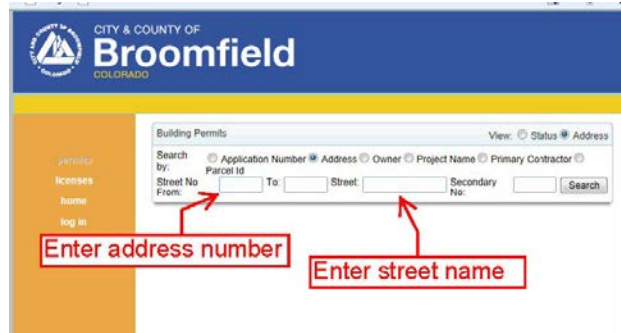 CITY & COUNTY OF
Broomfield
COLORADO
Building Permits View: Status Address
Search by: Application Number Address Owner Project Name Primary Contractor Parcel Id
Street No From: To: Street: Secondary No: Search
permits
licenses
home
log in
Enter address number
Enter street name